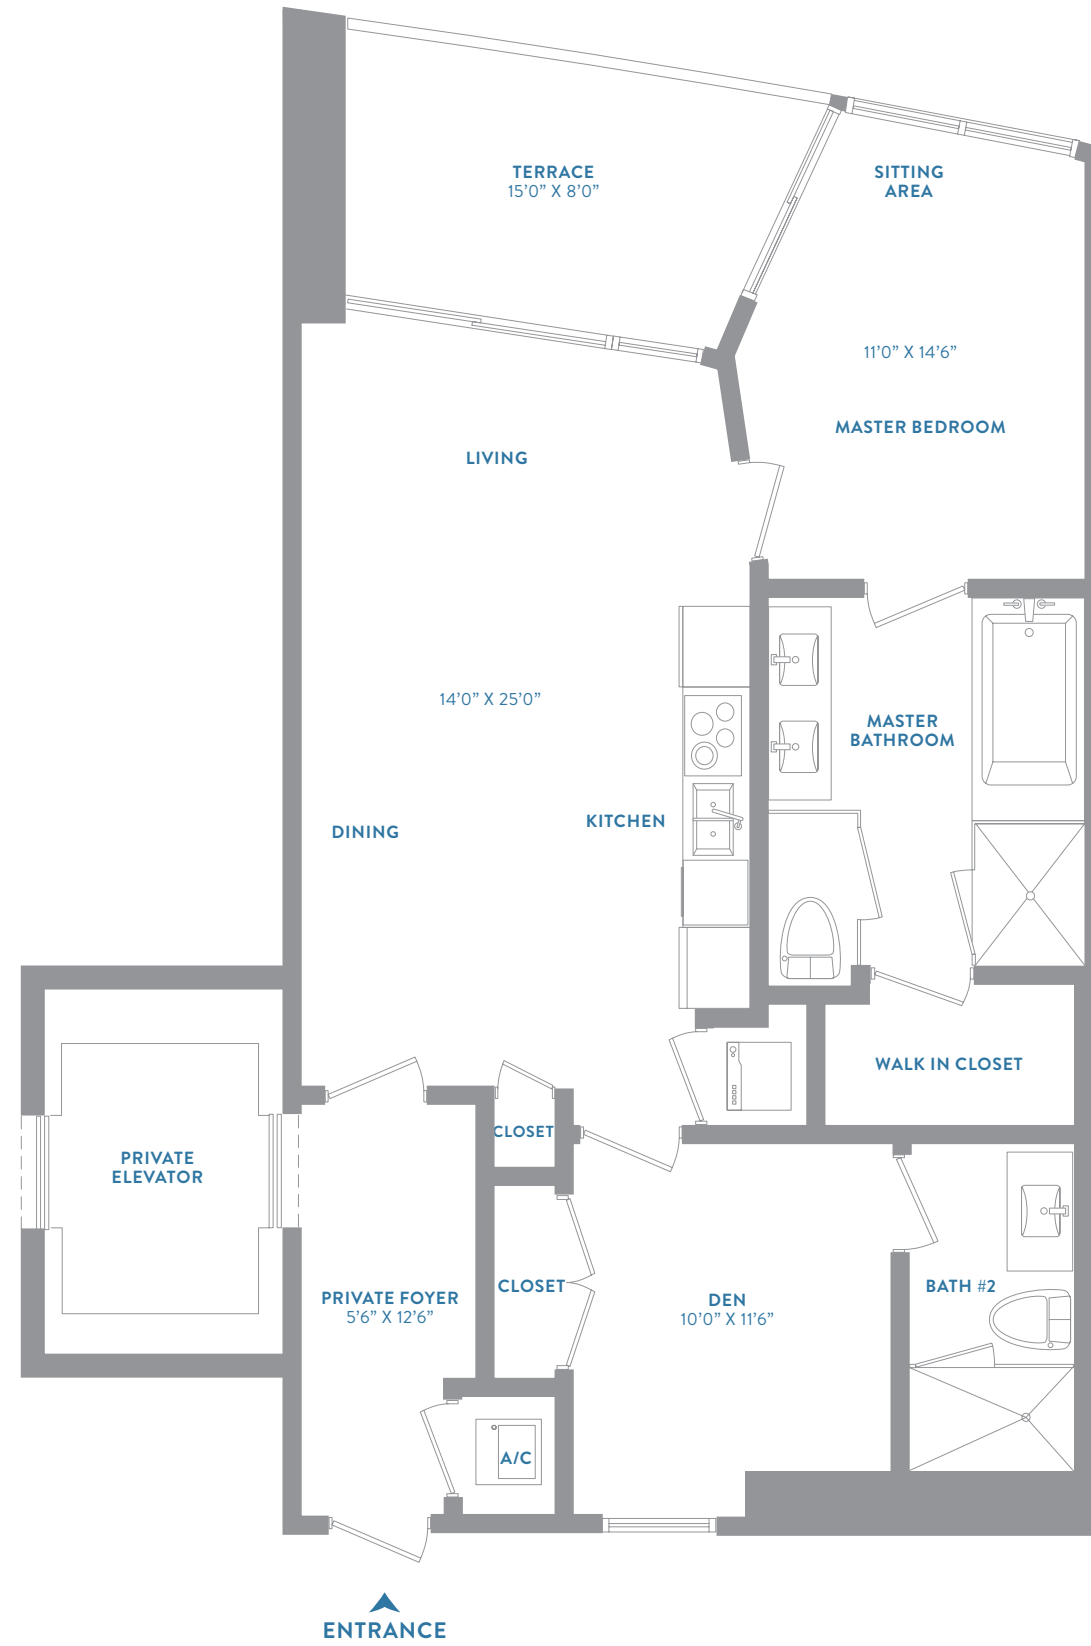 TERRACE
15’0” X 8’0”
SITTING
AREA
11’0” X 14’6”
MASTER BEDROOM
LIVING
14’0” X 25’0”
MASTER
BATHROOM
DINING
KITCHEN
WALK IN CLOSET
CLOSET
PRIVATE
ELEVATOR
CLOSET
BATH #2
PRIVATE FOYER
5’6” X 12’6”
DEN
10’0” X 11’6”
A/C
ENTRANCE